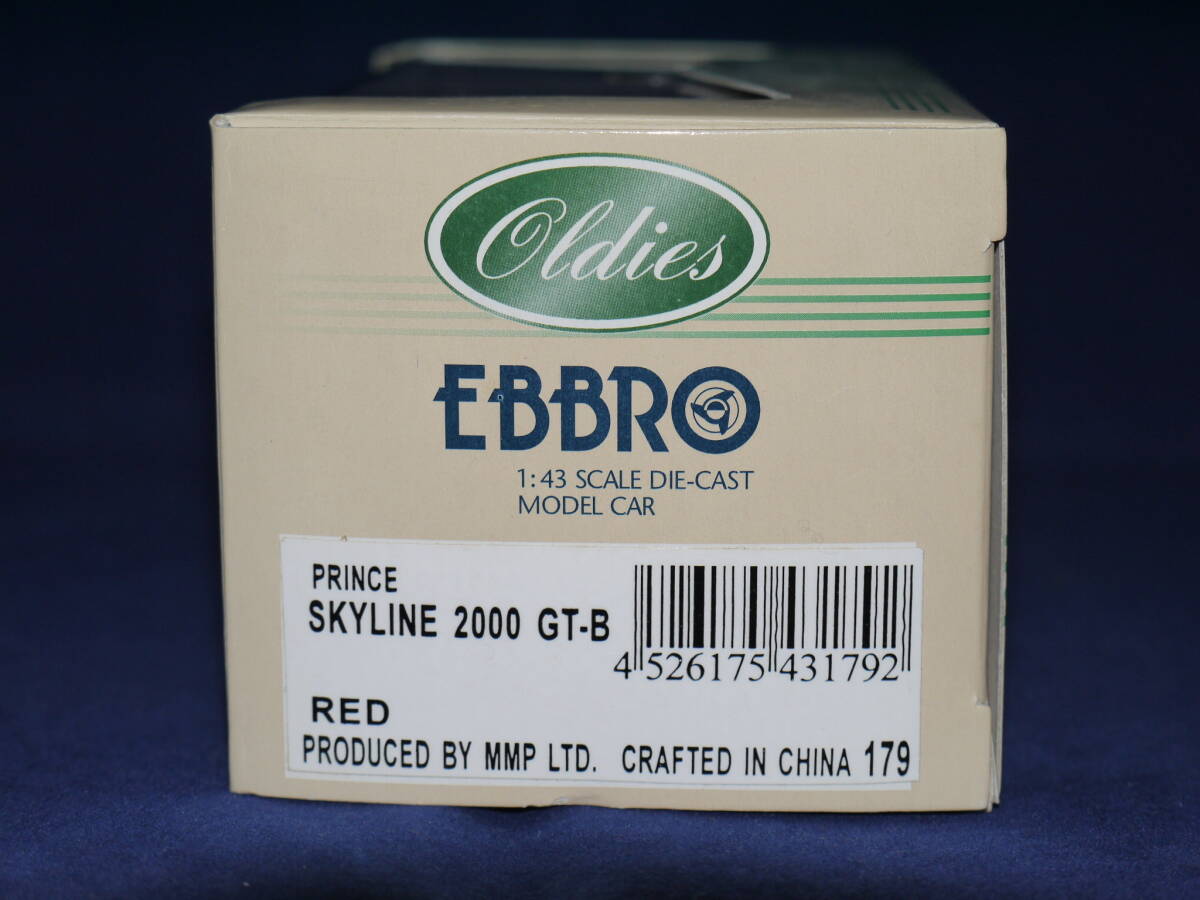 Oldies
EBBRO
1:43 SCALE DIE-CAST
MODEL CAR
PRINCE
SKYLINE 2000 GT-B
4 526175 431792
RED
PRODUCED BY MMP LTD. CRAFTED IN CHINA 179